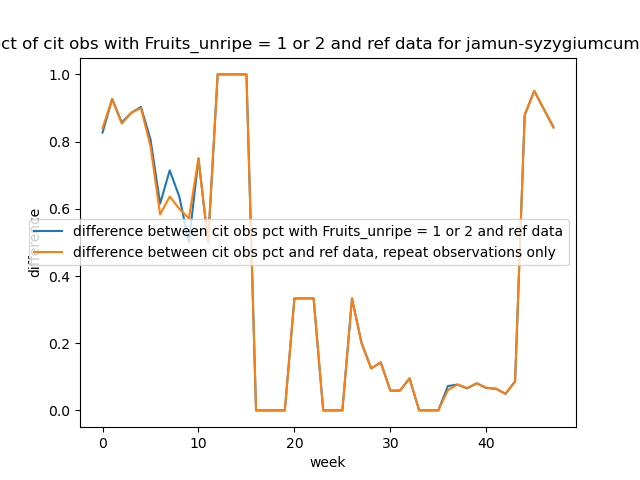 ct of cit obs with Fruits_unripe = 1 or 2 and ref data for jamun-syzygiumcum
1.0
0.8
0.6
0.4
0.2
0.0
difference
difference between cit obs pct with Fruits_unripe = 1 or 2 and ref data
difference between cit obs pct and ref data, repeat observations only
0 10 20 30 40
week